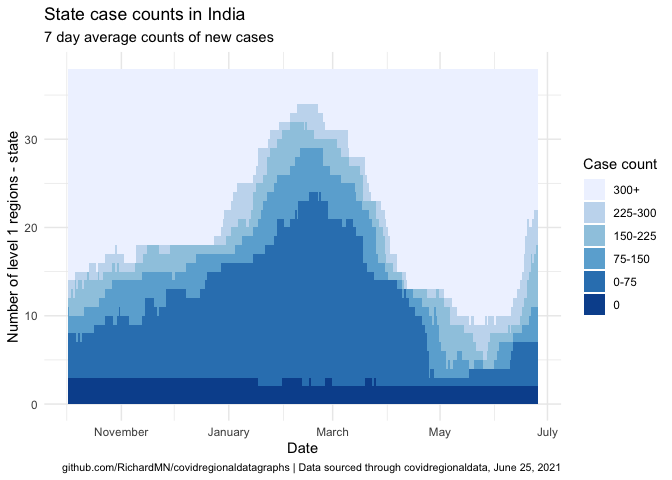 State case counts in India
7 day average counts of new cases
Number of level 1 regions - state
30
20
10
0
November
January
March
May
July
Date
Case count
300+
225-300
150-225
75-150
0-75
0
github.com/RichardMN/covidregionaldatagraphs | Data sourced through covidregionaldata, June 25, 2021